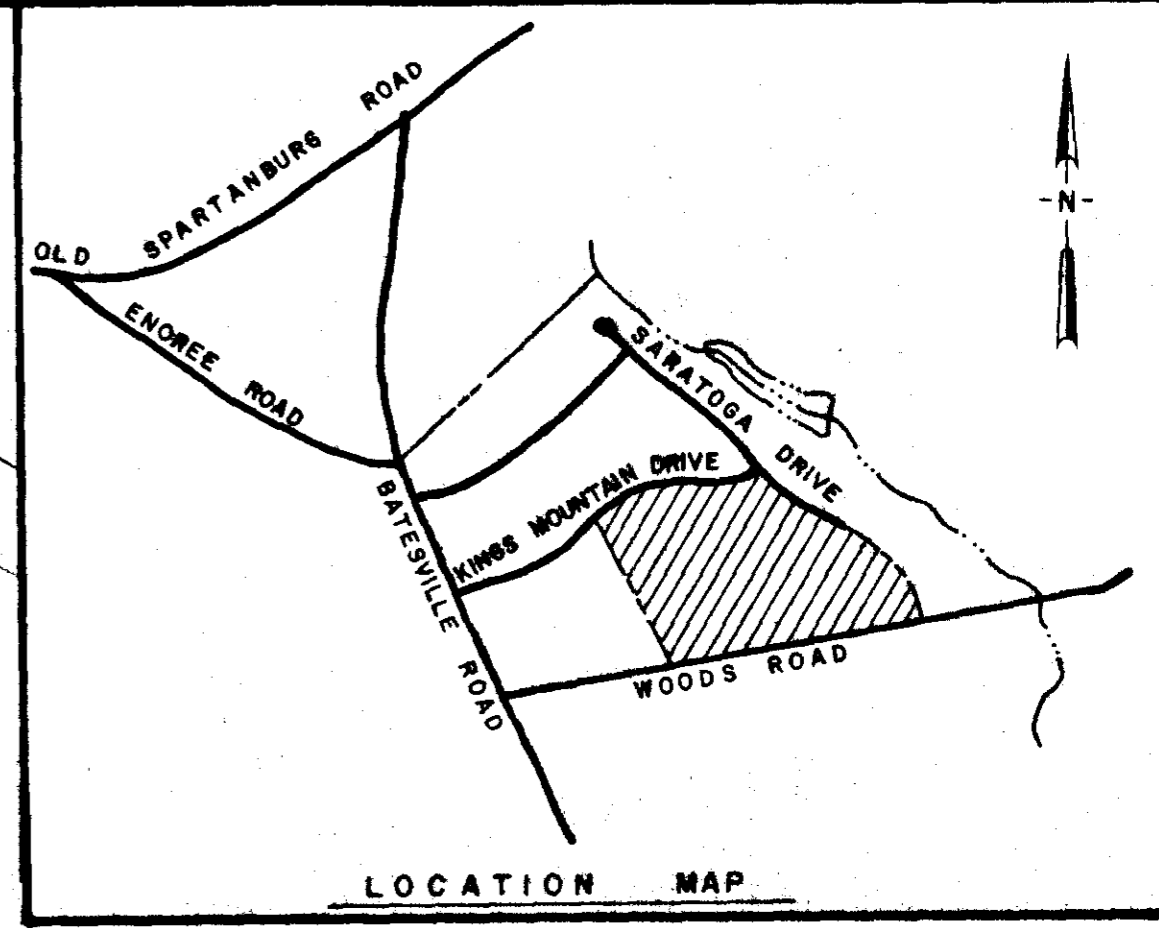 OLD SPARTANBURG ROAD
ENOREE ROAD
-N-
SARATOGA DRIVE
KINGS MOUNTAIN DRIVE
BATESVILLE ROAD
WOODS ROAD
LOCATION MAP